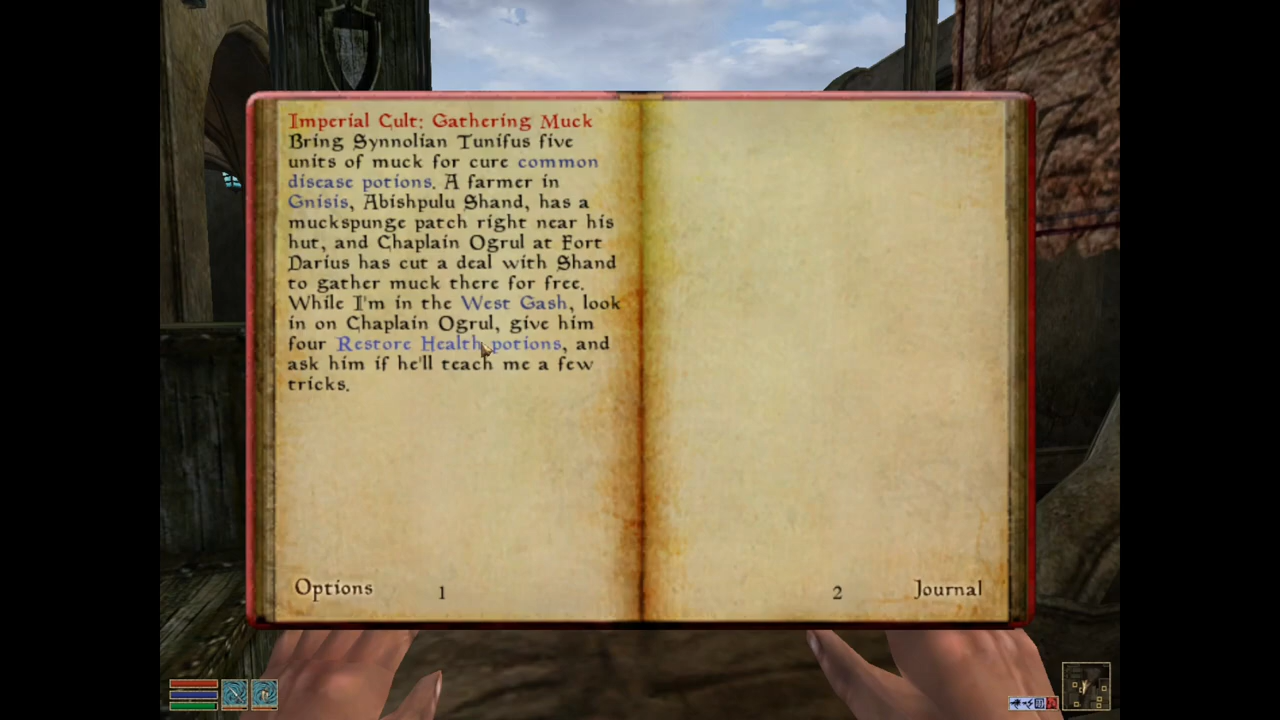 Imperial Cult: Gathering Muck
Bring Synnolian Tunifus five
units of muck for cure common
disease potions. A farmer in
Gnisis, Abishpulu Shand, has a
muckspunge patch right near his
hut, and Chaplain Ogrul at Fort
Darius has cut a deal with Shand
to gather muck there for free.
While I'm in the West Gash, look
in on Chaplain Ogrul, give him
four Restore Health potions, and
ask him if he'll teach me a few
tricks.
Options 1 2 Journal